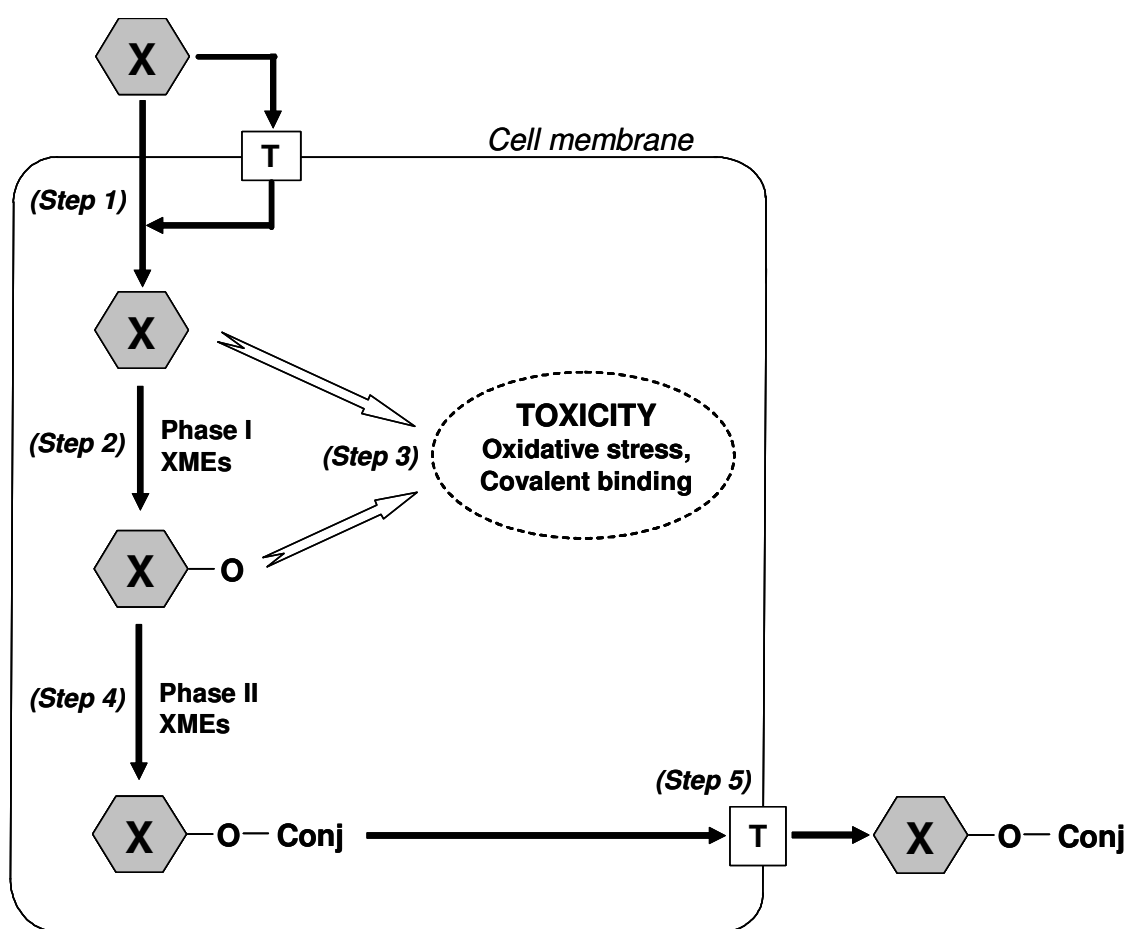 X
Cell membrane
T
(Step 1)
X
TOXICITY
Oxidative stress,
Covalent binding
(Step 2)
Phase I
XMEs
(Step 3)
X
O
(Step 4)
Phase II
XMEs
(Step 5)
X O Conj
T
X O Conj